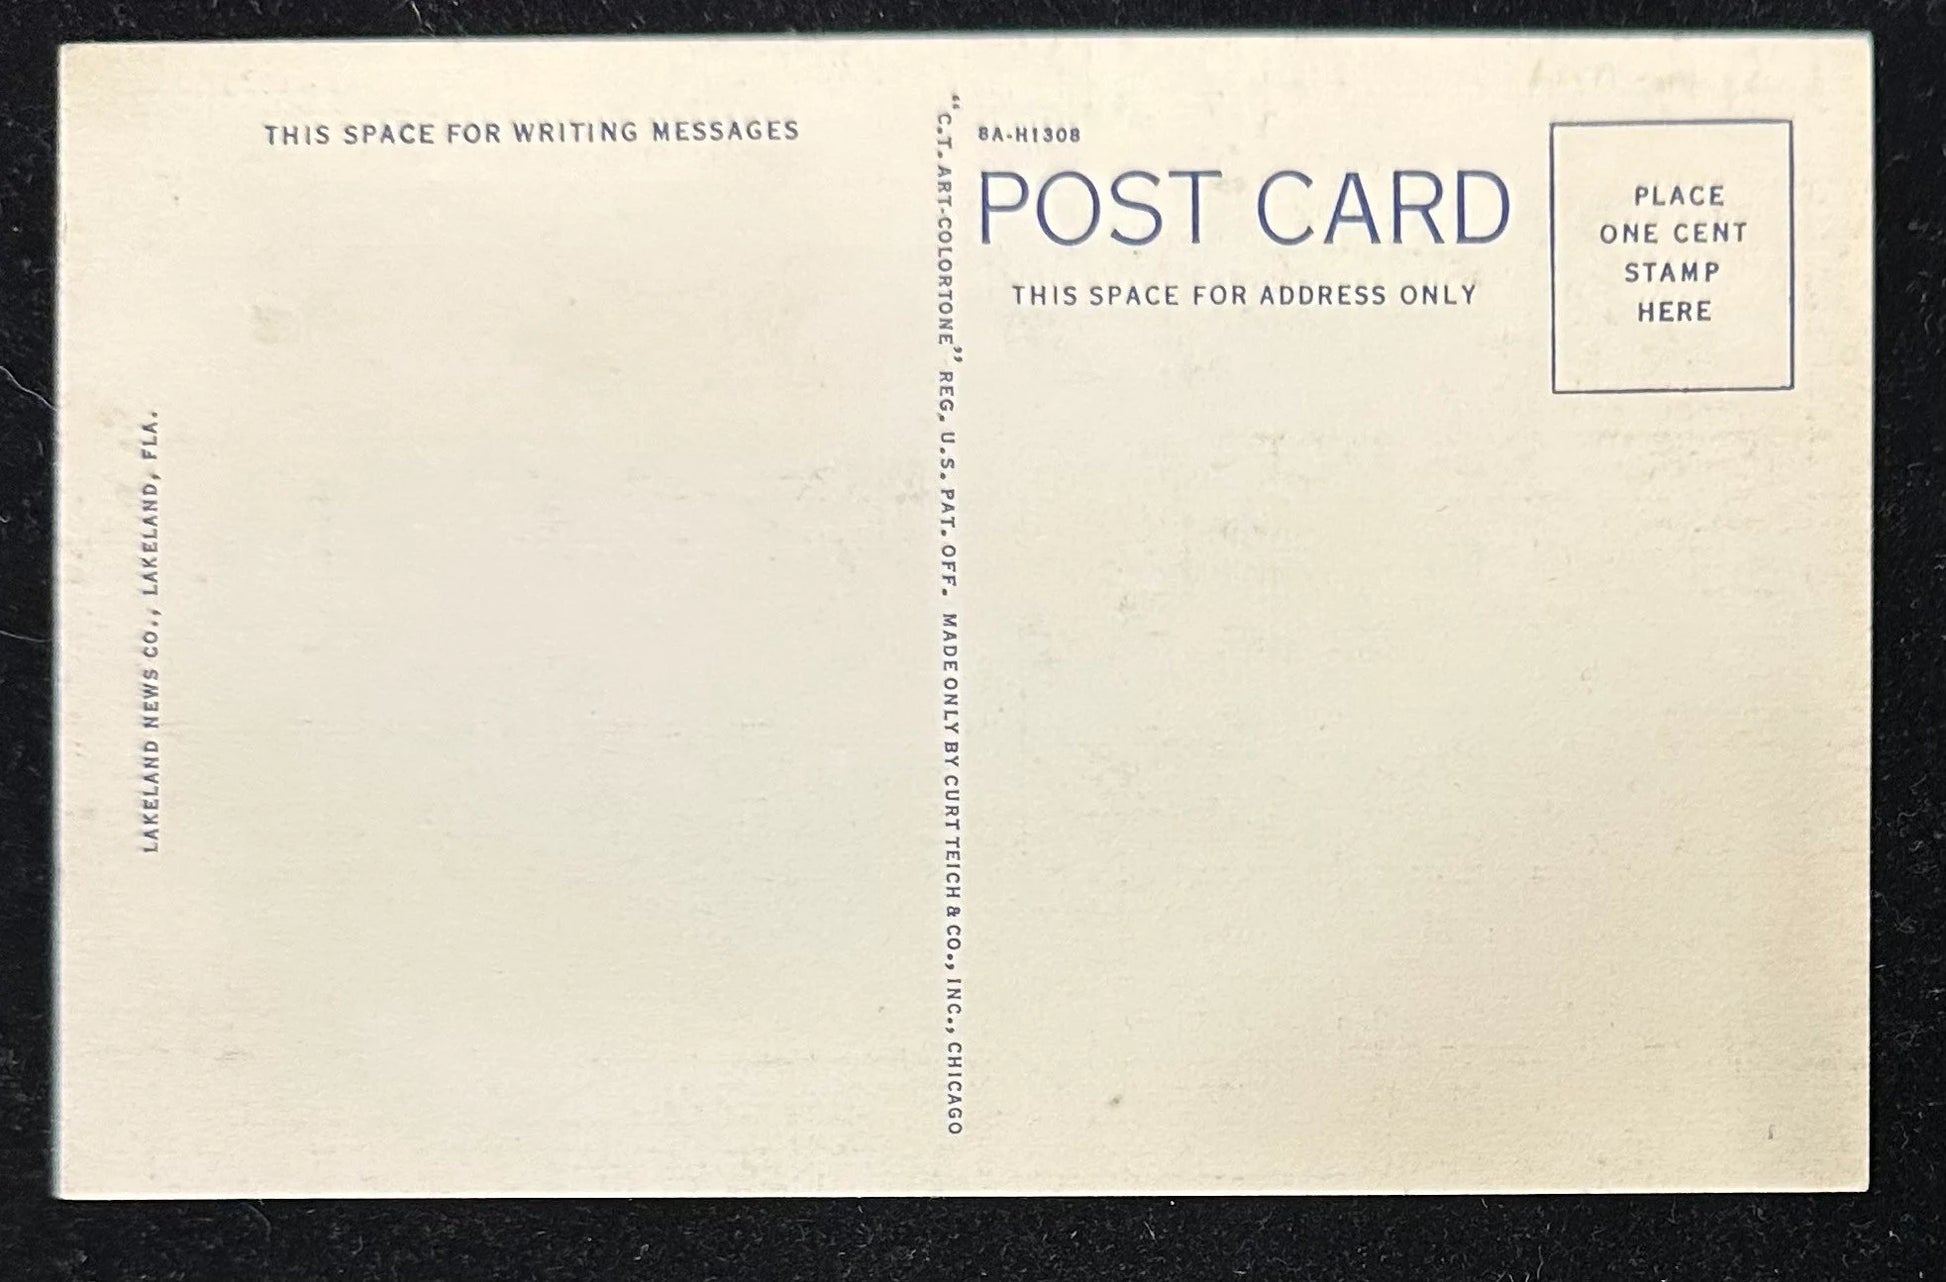 THIS SPACE FOR WRITING MESSAGES
LAKELAND NEWS CO., LAKELAND, FLA.
“C.T. ART-COLORTONE” REG. U.S. PAT. OFF. MADE ONLY BY CURT TEICH & CO., INC., CHICAGO
8A-H1308
POST CARD
THIS SPACE FOR ADDRESS ONLY
PLACE
ONE CENT
STAMP
HERE